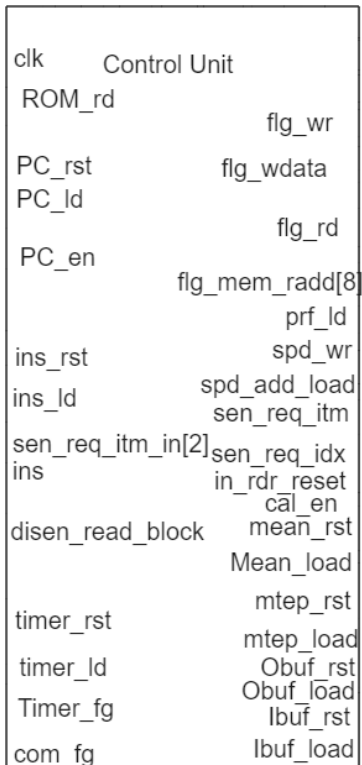 clk
Control Unit
ROM_rd
flg_wr
PC_rst
flg_wdata
PC_ld
flg_rd
PC_en
flg_mem_radd[8]
prf_ld
spd_wr
ins_rst
spd_add_load
ins_ld
sen_req_itm
sen_req_itm_in[2]
sen_req_idx
ins
in_rdr_reset
cal_en
disen_read_block
mean_rst
Mean_load
mtep_rst
timer_rst
mtep_load
timer_ld
Obuf_rst
Obuf_load
Timer_fg
Ibuf_rst
com_fg
Ibuf_load